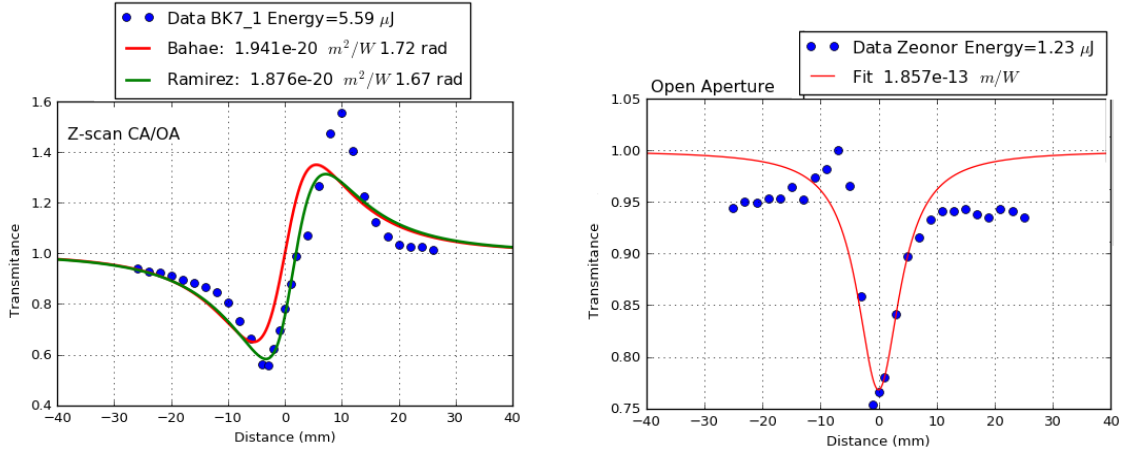 Data BK7_1 Energy=5.59 μJ
Bahae: 1.941e-20 m²/W 1.72 rad
Ramirez: 1.876e-20 m²/W 1.67 rad
Z-scan CA/OA
1.6
1.4
1.2
1.0
0.8
0.6
0.4
Transmitance
−40 −30 −20 −10 0 10 20 30 40
Distance (mm)
Data Zeonor Energy=1.23 μJ
Fit 1.857e-13 m/W
Open Aperture
1.05
1.00
0.95
0.90
0.85
0.80
0.75
Transmitance
−40 −30 −20 −10 0 10 20 30 40
Distance (mm)